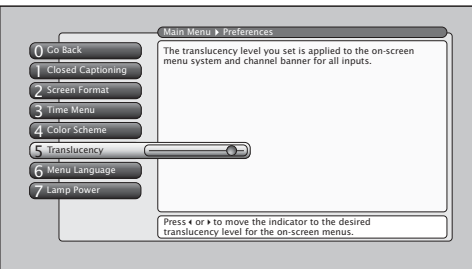 Main Menu ▸ Preferences
0 Go Back
1 Closed Captioning
2 Screen Format
3 Time Menu
4 Color Scheme
5 Translucency
6 Menu Language
7 Lamp Power
The translucency level you set is applied to the on-screen
menu system and channel banner for all inputs.
Press ◂ or ▸ to move the indicator to the desired
translucency level for the on-screen menus.